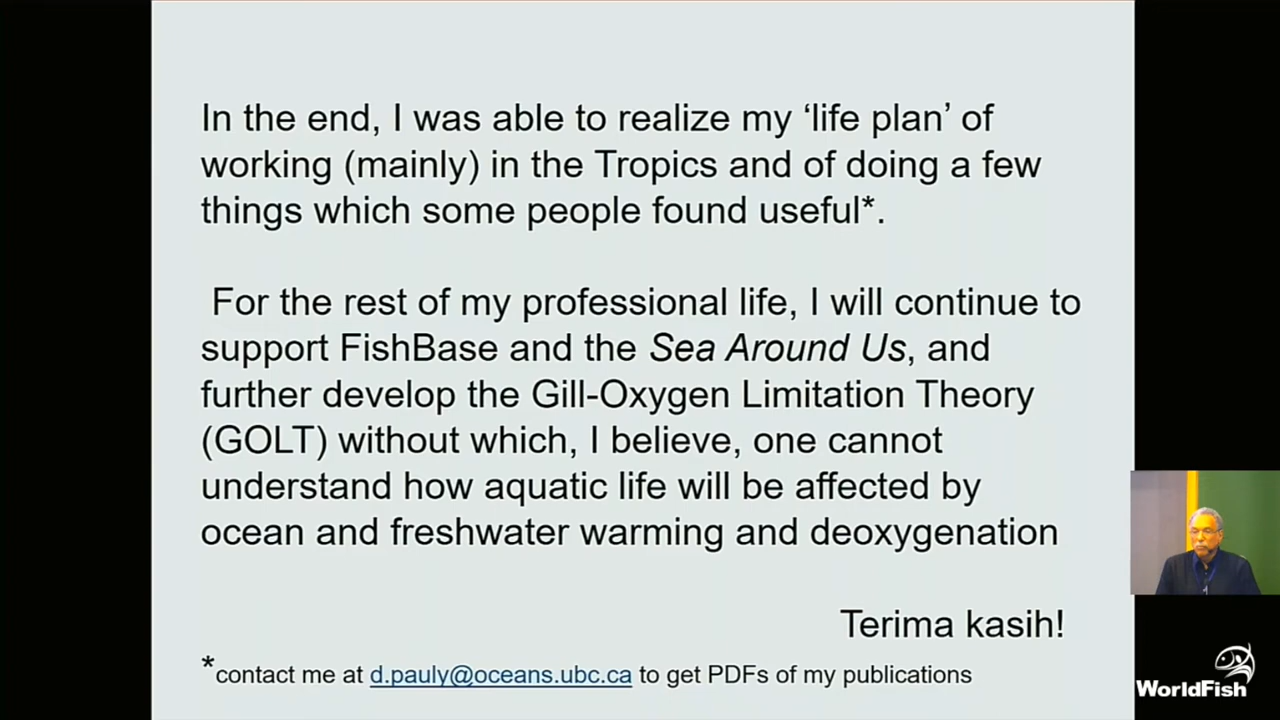 In the end, I was able to realize my ‘life plan’ of
working (mainly) in the Tropics and of doing a few
things which some people found useful*.
For the rest of my professional life, I will continue to
support FishBase and the Sea Around Us, and
further develop the Gill-Oxygen Limitation Theory
(GOLT) without which, I believe, one cannot
understand how aquatic life will be affected by
ocean and freshwater warming and deoxygenation
Terima kasih!
*contact me at d.pauly@oceans.ubc.ca to get PDFs of my publications
WorldFish